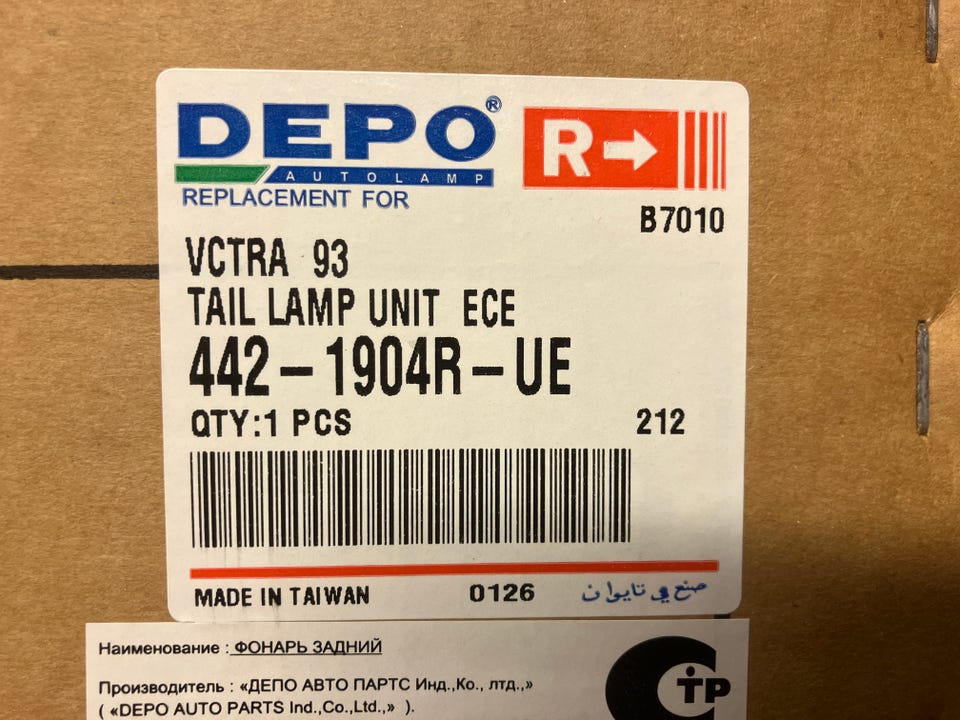 DEPO®
AUTOLAMP
R
REPLACEMENT FOR
B7010
VCTRA 93
TAIL LAMP UNIT ECE
442-1904R-UE
QTY:1 PCS 212
MADE IN TAIWAN 0126 صنع في تايوان
Наименование : ФОНАРЬ ЗАДНИЙ
Производитель : «ДЕПО АВТО ПАРТС Инд.,Ко., лтд.,»
( «DEPO AUTO PARTS Ind.,Co.,Ltd.,» ).